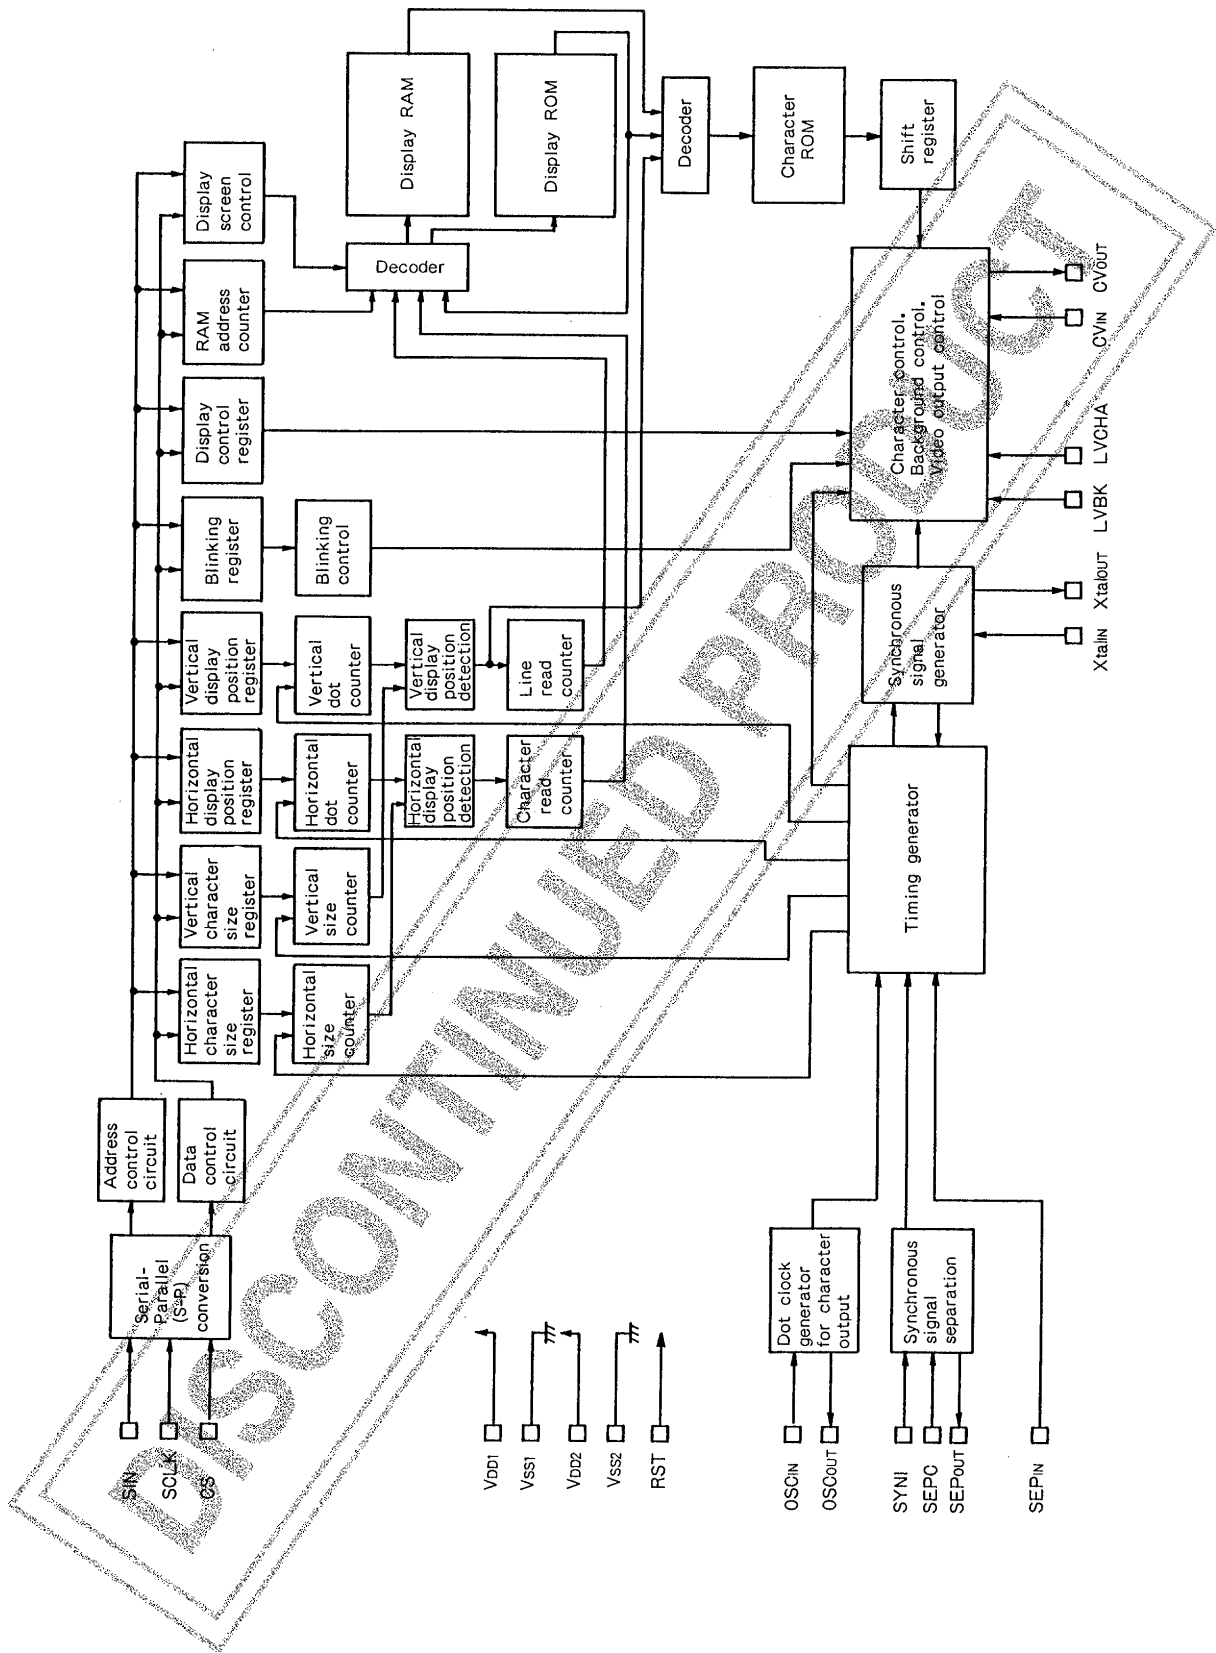 SIN
SCLK
CS
Serial-
Parallel
(S-P)
conversion
Address
control
circuit
Data
control
circuit
Horizontal
character
size
register
Vertical
character
size
register
Horizontal
display
position
register
Vertical
display
position
register
Blinking
register
Display
control
register
RAM
address
counter
Display
screen
control
Horizontal
size
counter
Vertical
size
counter
Horizontal
dot
counter
Vertical
dot
counter
Blinking
control
Horizontal
display
position
detection
Vertical
display
position
detection
Character
read
counter
Line
read
counter
Decoder
Display RAM
Display ROM
Decoder
Character
ROM
Shift
register
VDD1
VSS1
VDD2
VSS2
RST
OSCIN
OSCOUT
Dot clock
generator
for character
output
SYNI
SEPC
SEPOUT
Synchronous
signal
separation
SEPIN
Timing generator
Synchronous
signal
generator
Character control.
Background control.
Video output control
XtalIN
XtalOUT
LVBK
LVCHA
CVIN
CVOUT
DISCONTINUED PRODUCT